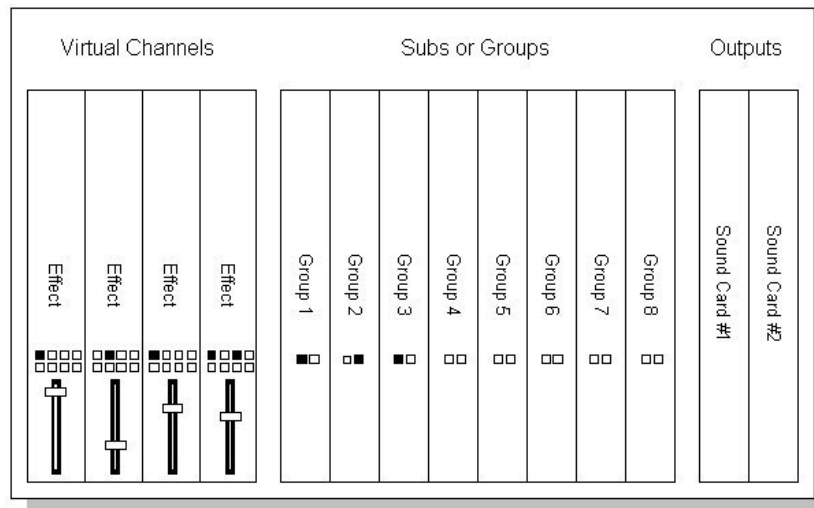 Virtual Channels
Subs or Groups
Outputs
Effect
Effect
Effect
Effect
Group 1
Group 2
Group 3
Group 4
Group 5
Group 6
Group 7
Group 8
Sound Card #1
Sound Card #2